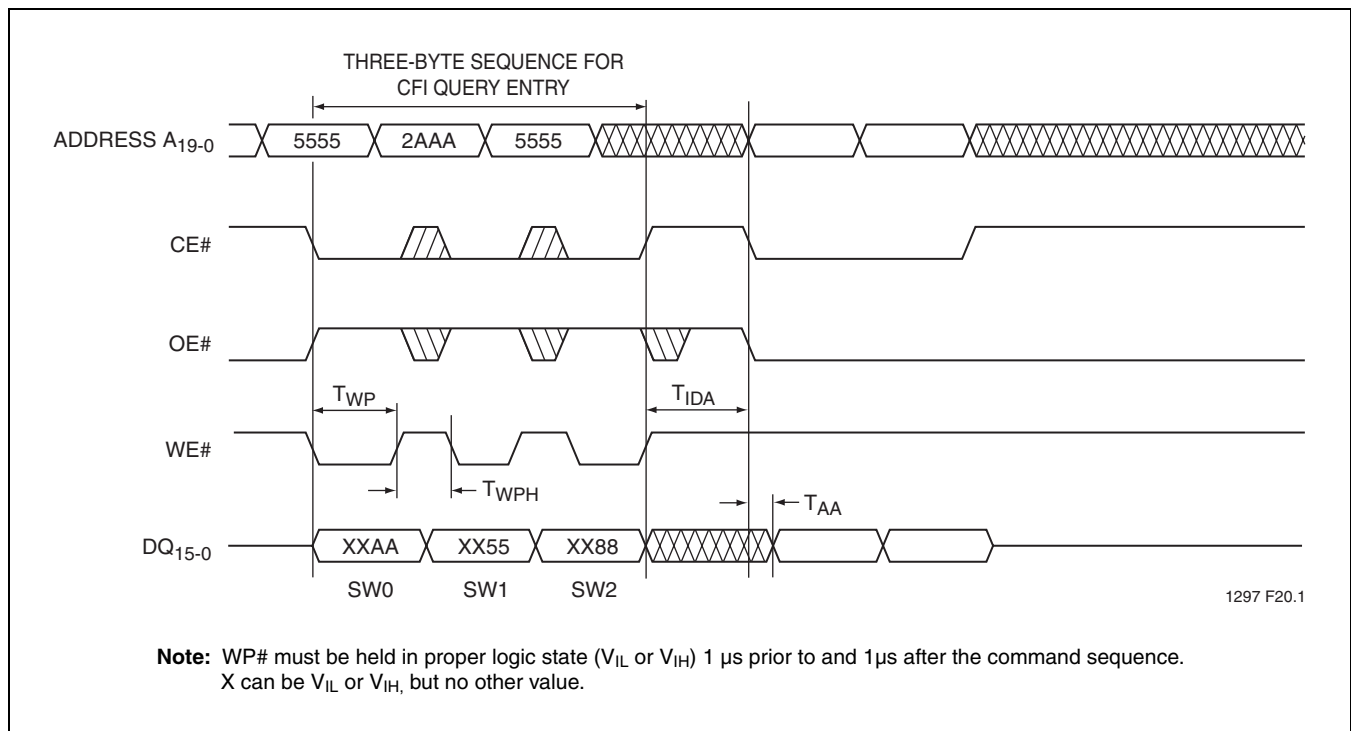 THREE-BYTE SEQUENCE FOR
CFI QUERY ENTRY
ADDRESS A19-0
5555 2AAA 5555
CE#
OE#
TWP TIDA
WE#
TWPH
TAA
DQ15-0
XXAA XX55 XX88
SW0 SW1 SW2
1297 F20.1
Note: WP# must be held in proper logic state (VIL or VIH) 1 µs prior to and 1µs after the command sequence.
X can be VIL or VIH, but no other value.